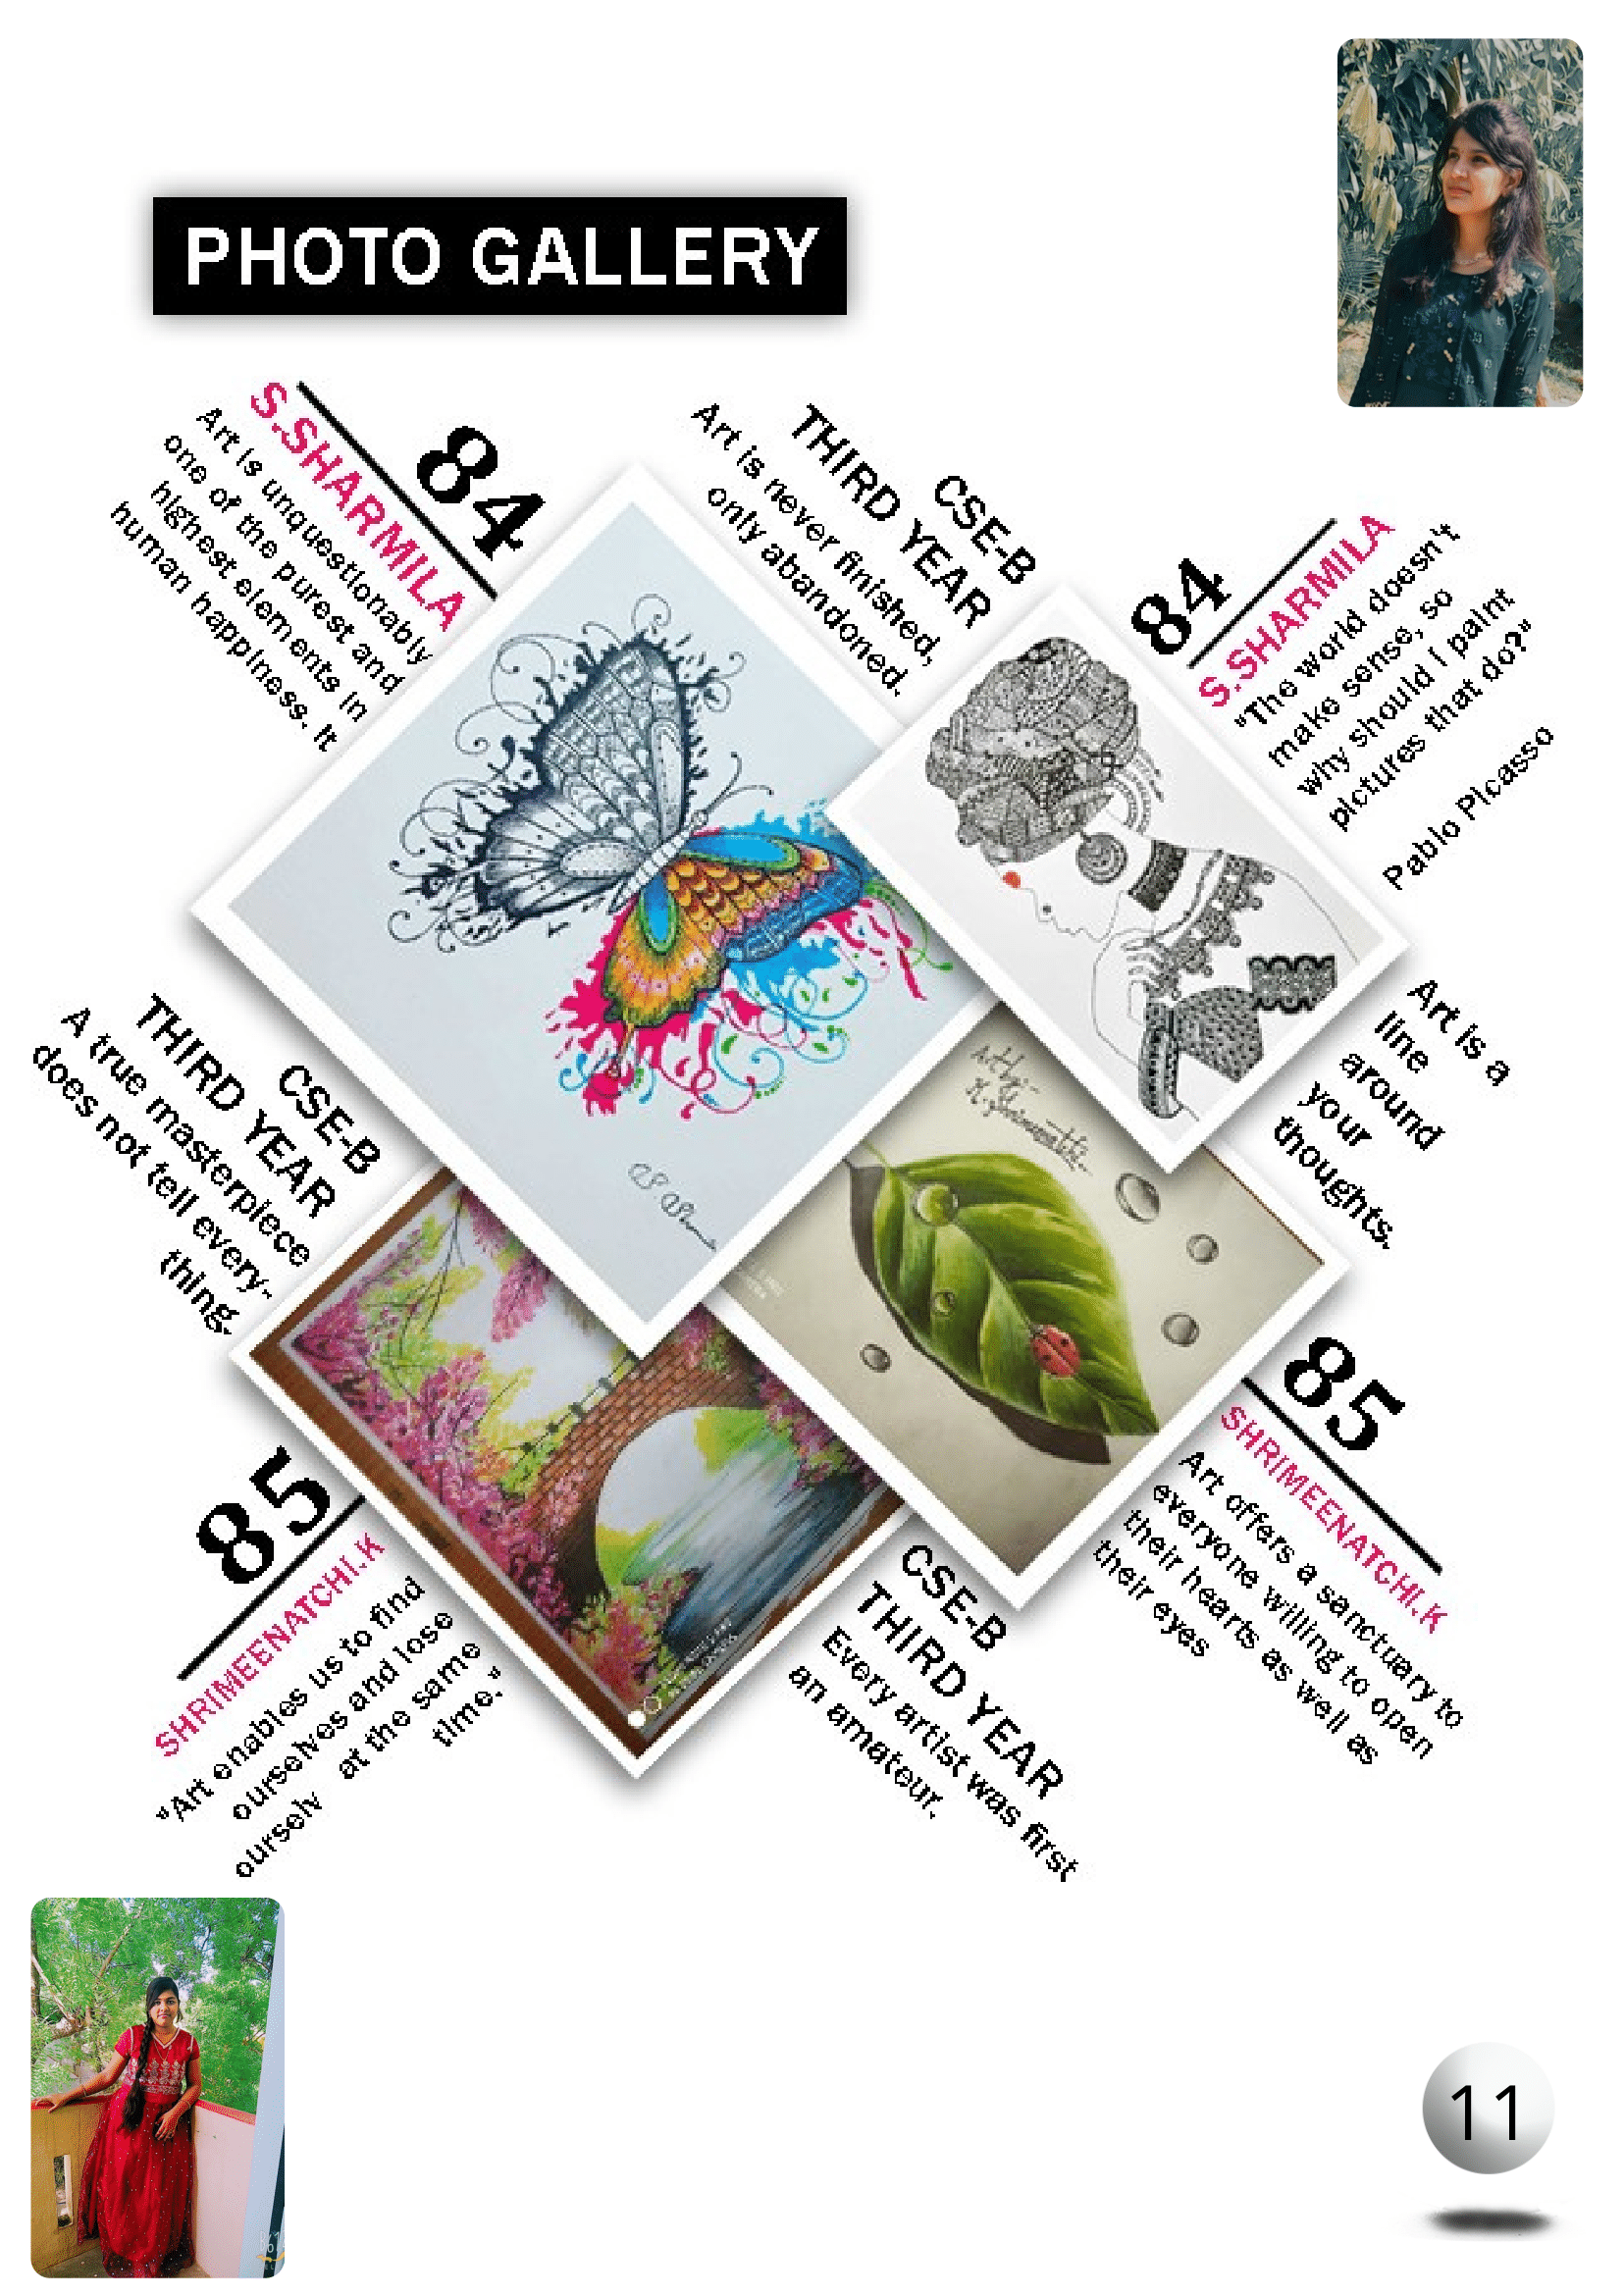 PHOTO GALLERY
84
S.SHARMILA
Art is unquestionably
one of the purest and
highest elements in
human happiness. It
CSE-B
THIRD YEAR
Art is never finished,
only abandoned.
84
S.SHARMILA
"The world doesn't
make sense, so
why should I paint
pictures that do?"
Pablo Picasso
Art is a
line
around
your
thoughts.
CSE-B
THIRD YEAR
A true masterpiece
does not tell every-
thing.
85
SHRIMEENATCHI.K
"Art enables us to find
ourselves and lose
ourselv at the same
time."
CSE-B
THIRD YEAR
Every artist was first
an amateur.
85
SHRIMEENATCHI.K
Art offers a sanctuary to
everyone willing to open
their hearts as well as
their eyes
11